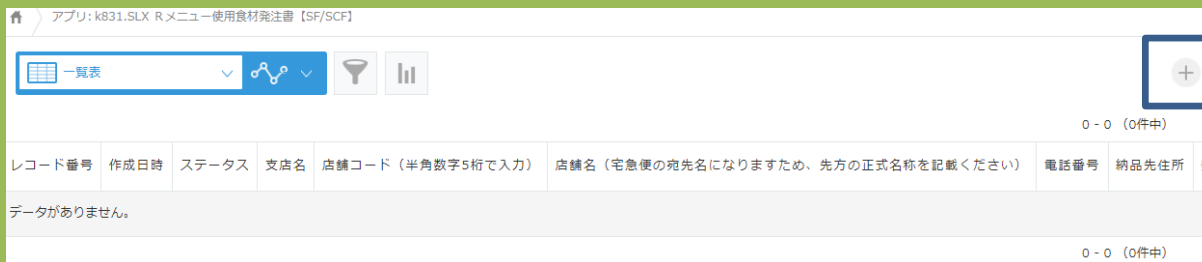 アプリ: k831.SLX Rメニュー使用食材発注書【SF/SCF】
一覧表
0 - 0 (0件中)
レコード番号 作成日時 ステータス 支店名 店舗コード（半角数字5桁で入力） 店舗名（宅急便の宛先名になりますため、先方の正式名称を記載ください） 電話番号 納品先住所
データがありません。
0 - 0 (0件中)